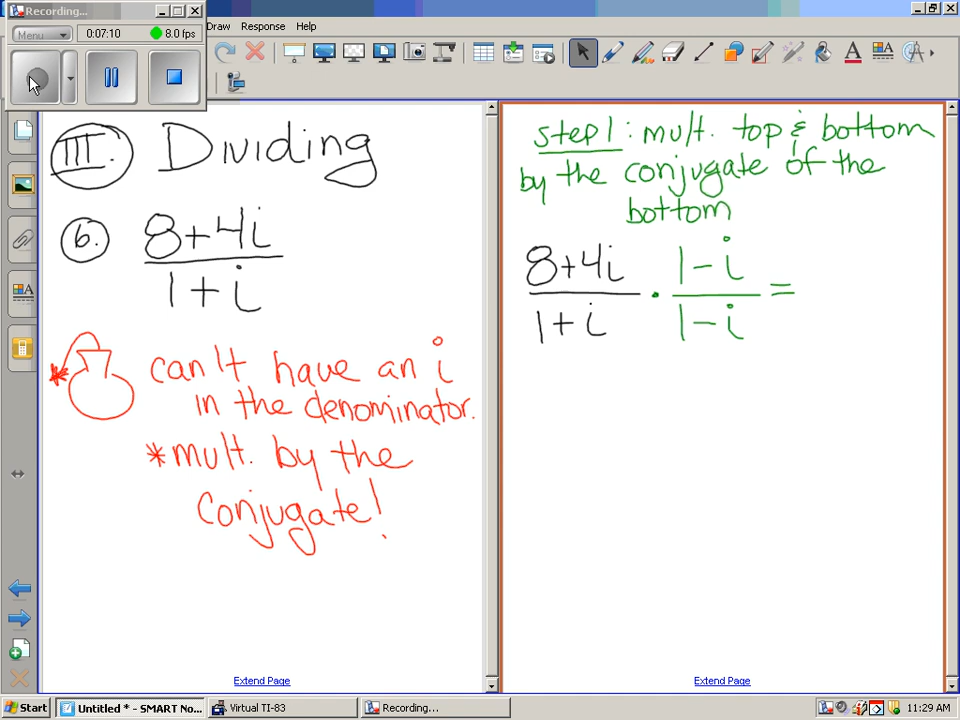 Recording...
Menu 0:07:10 8.0 fps
Draw Response Help
III. Dividing
6. 8+4i
1+i
can't have an i
in the denominator.
*mult. by the
conjugate!
Extend Page
step 1: mult. top & bottom
by the conjugate of the
bottom
8+4i · 1-i =
1+i 1-i
Extend Page
Start Untitled * - SMART No... Virtual TI-83 Recording... 11:29 AM